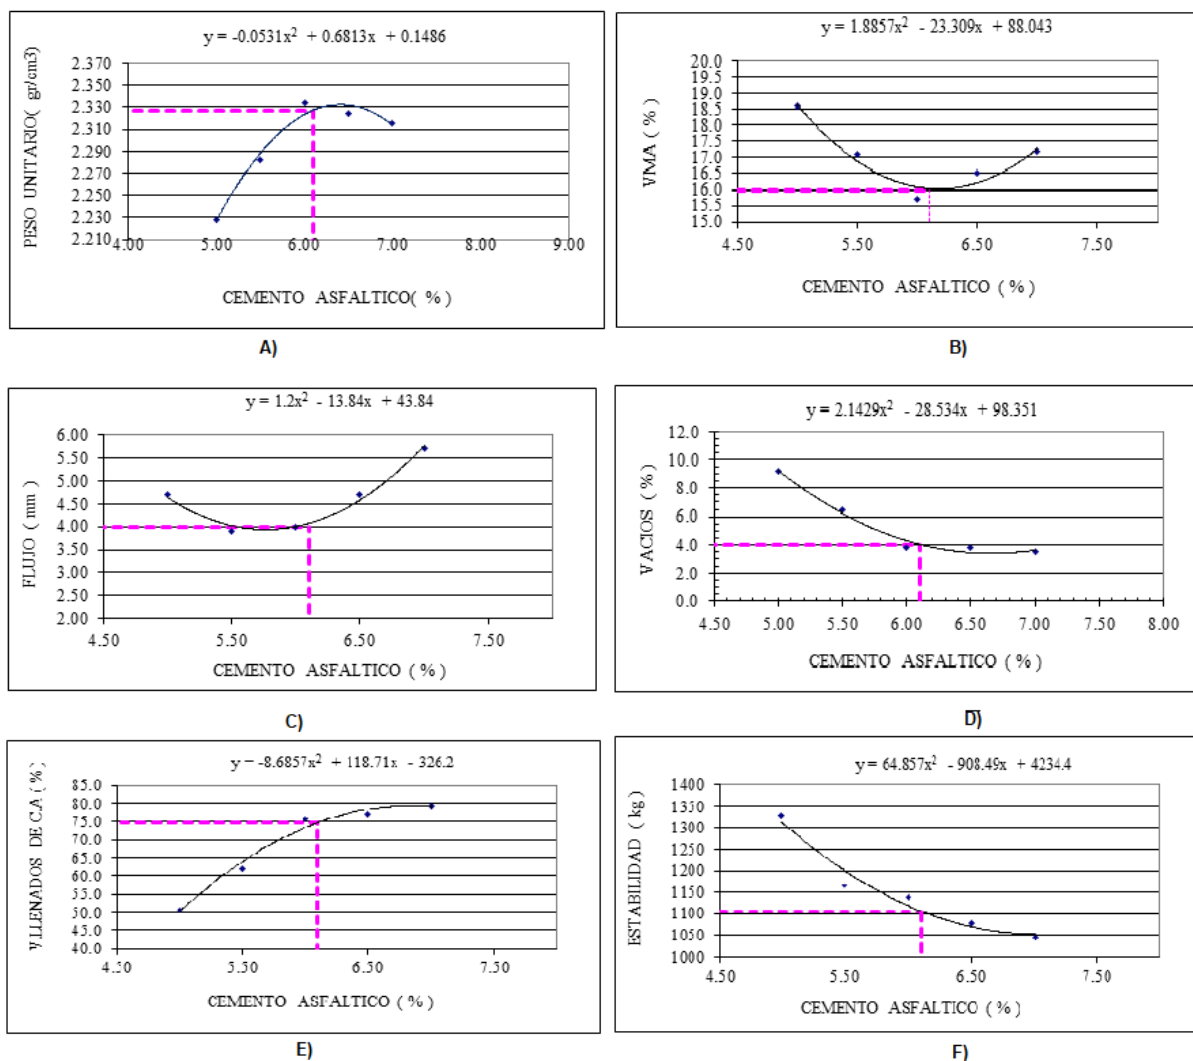 y = -0.0531x² + 0.6813x + 0.1486
PESO UNITARIO( gr/cm3)
2.370
2.350
2.330
2.310
2.290
2.270
2.250
2.230
2.210
4.00 5.00 6.00 7.00 8.00 9.00
CEMENTO ASFALTICO( %)
A)
y = 1.8857x² - 23.309x + 88.043
VMA (%)
20.0
19.5
19.0
18.5
18.0
17.5
17.0
16.5
16.0
15.5
15.0
4.50 5.50 6.50 7.50
CEMENTO ASFALTICO (%)
B)
y = 1.2x² - 13.84x + 43.84
FLUJO (mm)
6.00
5.50
5.00
4.50
4.00
3.50
3.00
2.50
2.00
4.50 5.50 6.50 7.50
CEMENTO ASFALTICO (%)
C)
y = 2.1429x² - 28.534x + 98.351
VACIOS (%)
12.0
10.0
8.0
6.0
4.0
2.0
0.0
4.50 5.00 5.50 6.00 6.50 7.00 7.50 8.00
CEMENTO ASFALTICO (%)
D)
y = -8.6857x² + 118.71x - 326.2
V.LLENADOS DE C.A (%)
85.0
80.0
75.0
70.0
65.0
60.0
55.0
50.0
45.0
40.0
4.50 5.50 6.50 7.50
CEMENTO ASFALTICO (%)
E)
y = 64.857x² - 908.49x + 4234.4
ESTABILIDAD (kg)
1400
1350
1300
1250
1200
1150
1100
1050
1000
4.50 5.50 6.50 7.50
CEMENTO ASFALTICO (%)
F)